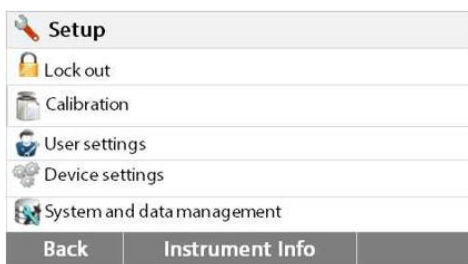 Setup
Lock out
Calibration
User settings
Device settings
System and data management
Back Instrument Info